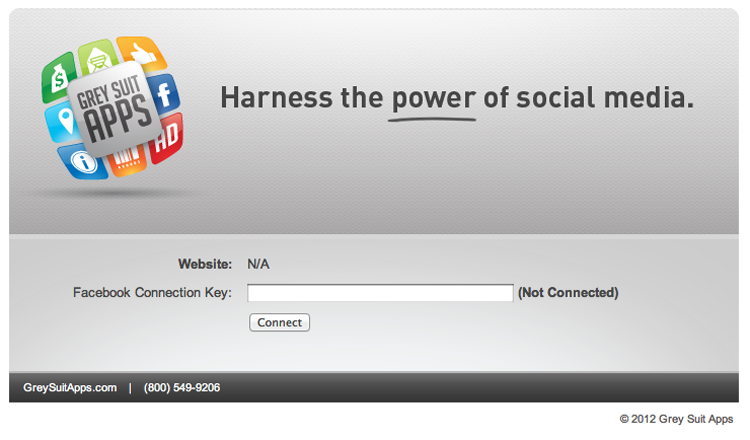 GREY SUIT
APPS
f
AD
i
Harness the power of social media.
Website: N/A
Facebook Connection Key: (Not Connected)
Connect
GreySuitApps.com | (800) 549-9206
© 2012 Grey Suit Apps